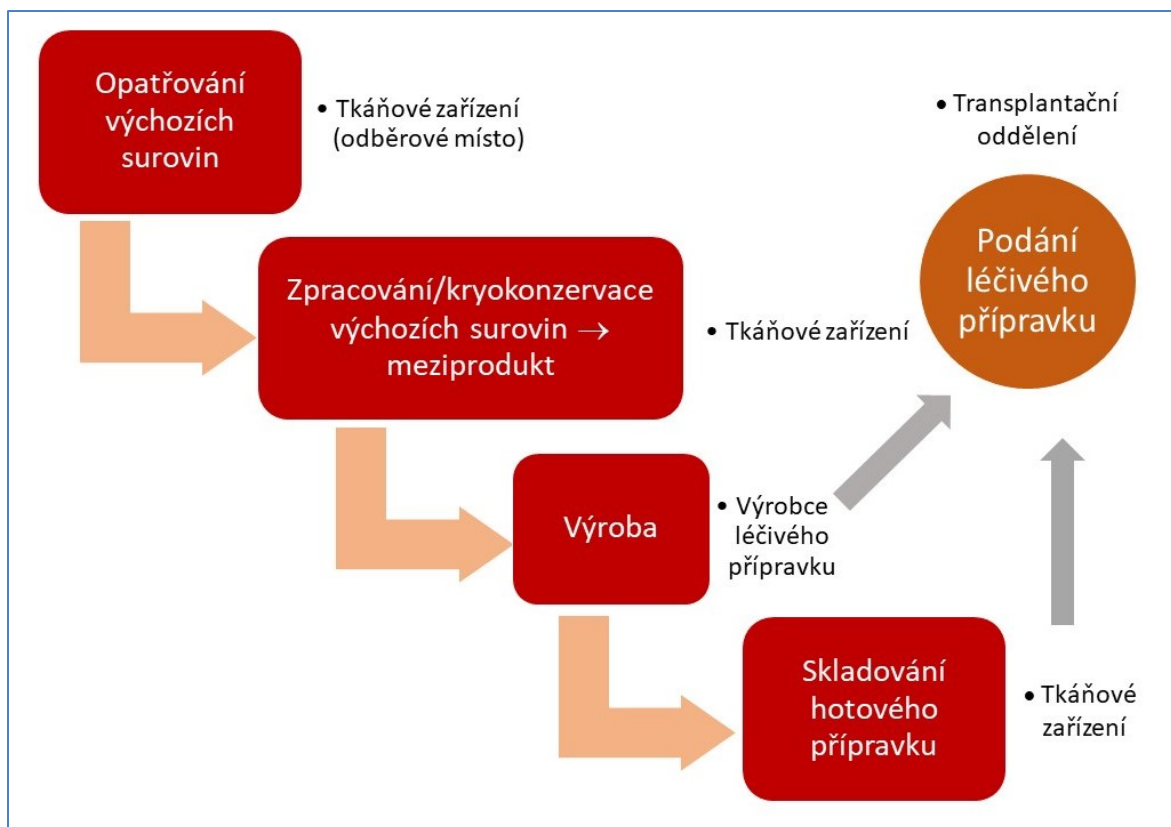 Opatřování
výchozích
surovin
• Tkáňové zařízení
(odběrové místo)
Zpracování/kryokonzervace
výchozích surovin →
meziprodukt
• Tkáňové zařízení
Výroba
• Výrobce
léčivého
přípravku
Skladování
hotového
přípravku
• Tkáňové
zařízení
• Transplantační
oddělení
Podání
léčivého
přípravku